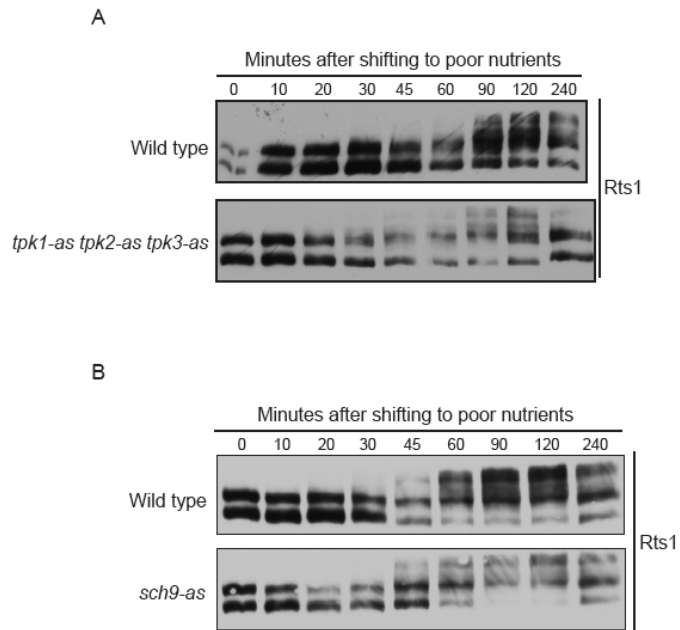 A
Minutes after shifting to poor nutrients
0 10 20 30 45 60 90 120 240
Wild type
Rts1
tpk1-as tpk2-as tpk3-as
B
Minutes after shifting to poor nutrients
0 10 20 30 45 60 90 120 240
Wild type
Rts1
sch9-as